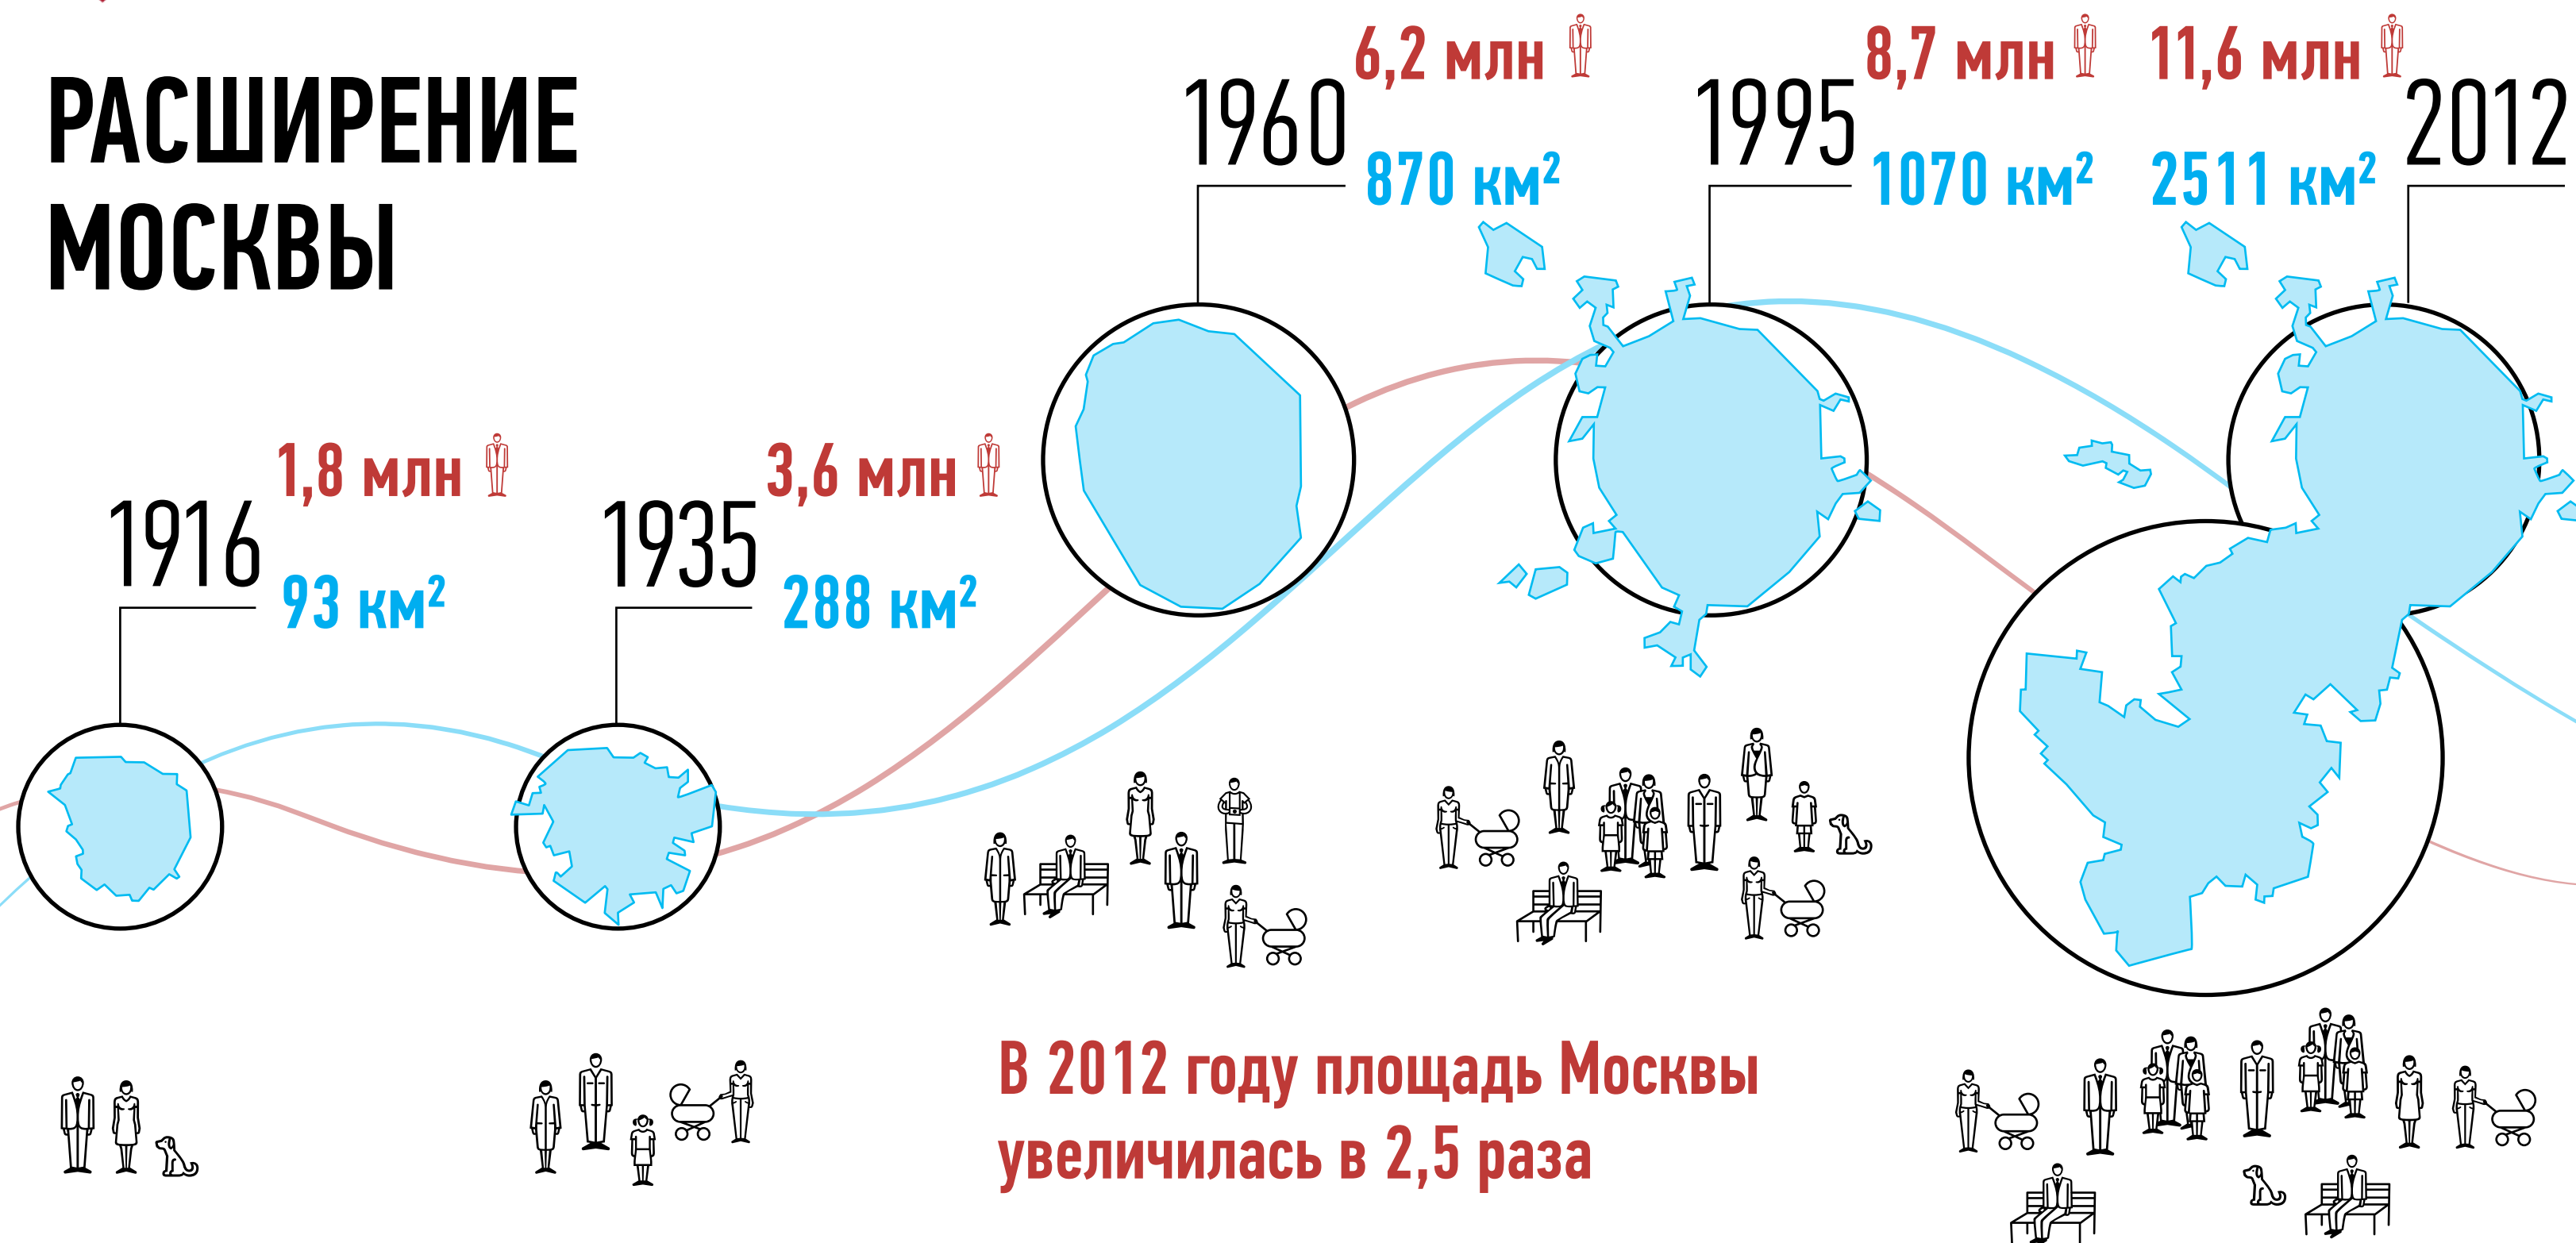 РАСШИРЕНИЕ
МОСКВЫ
1916
1,8 млн
93 км²
1935
3,6 млн
288 км²
1960
6,2 млн
870 км²
1995
8,7 млн
1070 км²
11,6 млн
2511 км²
2012
В 2012 году площадь Москвы
увеличилась в 2,5 раза